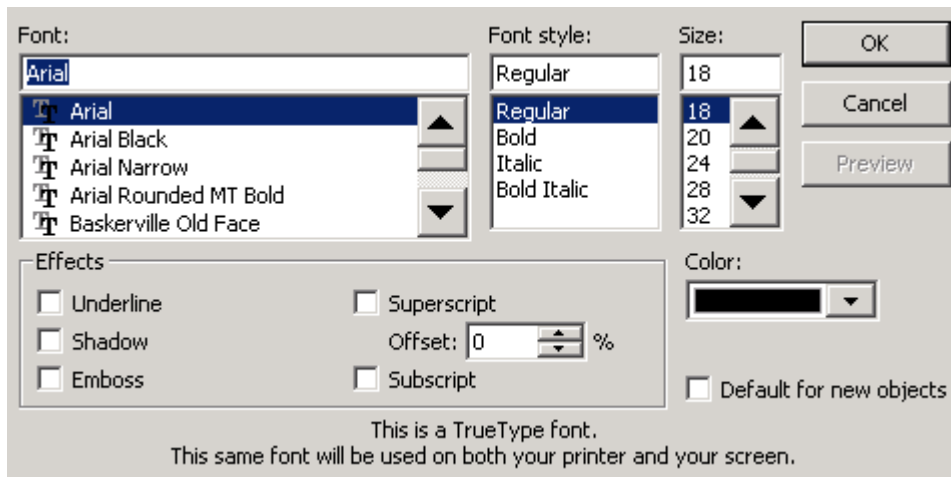 Font: Font style: Size:
Arial Regular 18
OK
Arial Regular 18
Cancel
Arial Black Bold 20
Arial Narrow Italic 24
Preview
Arial Rounded MT Bold Bold Italic 28
Baskerville Old Face 32
Effects
Color:
Underline Superscript
Shadow Offset: 0 %
Emboss Subscript
Default for new objects
This is a TrueType font.
This same font will be used on both your printer and your screen.